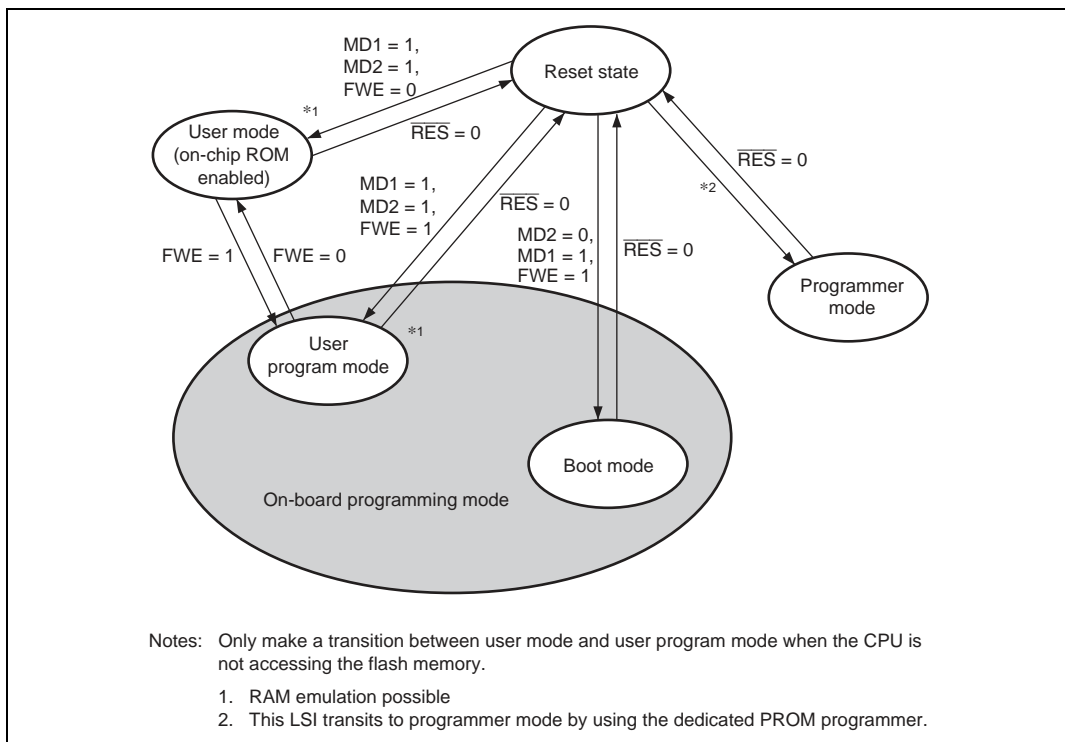 MD1 = 1,
MD2 = 1,
FWE = 0
Reset state
*1
RES = 0
User mode
(on-chip ROM
enabled)
RES = 0
*2
MD1 = 1,
MD2 = 1,
FWE = 1
RES = 0
MD2 = 0,
MD1 = 1,
FWE = 1
RES = 0
FWE = 1
FWE = 0
Programmer
mode
*1
User
program mode
Boot mode
On-board programming mode
Notes: Only make a transition between user mode and user program mode when the CPU is
not accessing the flash memory.
1. RAM emulation possible
2. This LSI transits to programmer mode by using the dedicated PROM programmer.